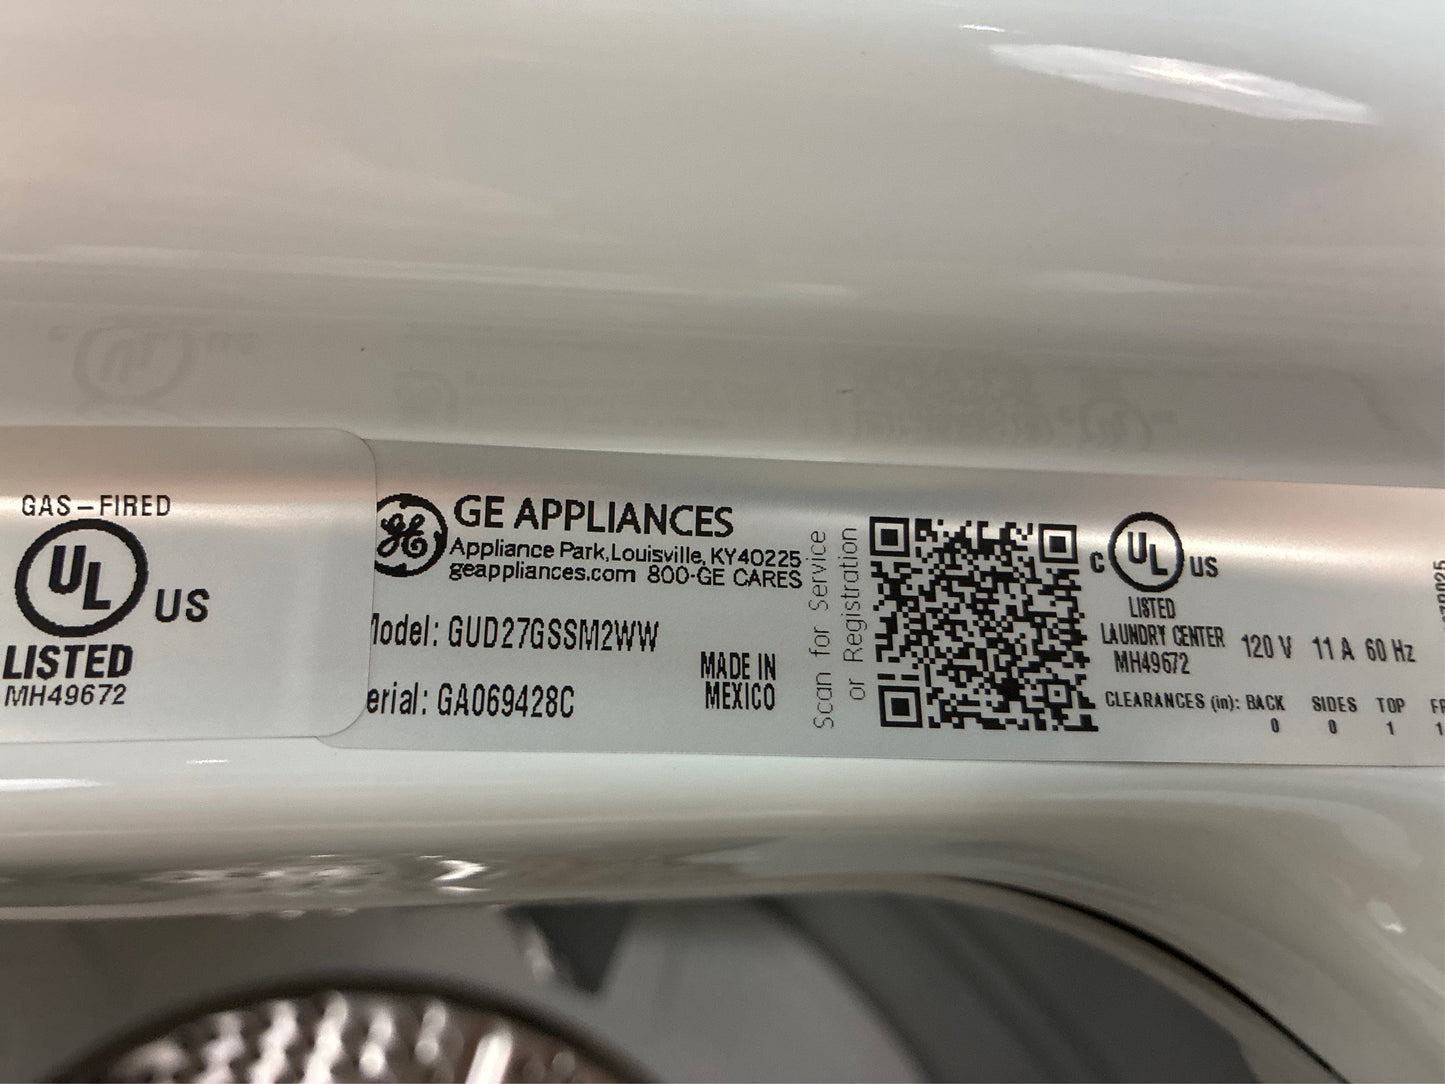 GAS-FIRED
UL
US
LISTED
MH49672
GE
GE APPLIANCES
Appliance Park, Louisville, KY40225
geappliances.com 800-GE CARES
odel: GUD27GSSM2WW
erial: GA069428C
MADE IN
MEXICO
Scan for Service
or Registration
C UL US
LISTED
LAUNDRY CENTER
MH49672
120 V 11 A 60 Hz
CLEARANCES (in): BACK SIDES TOP
0 0 1